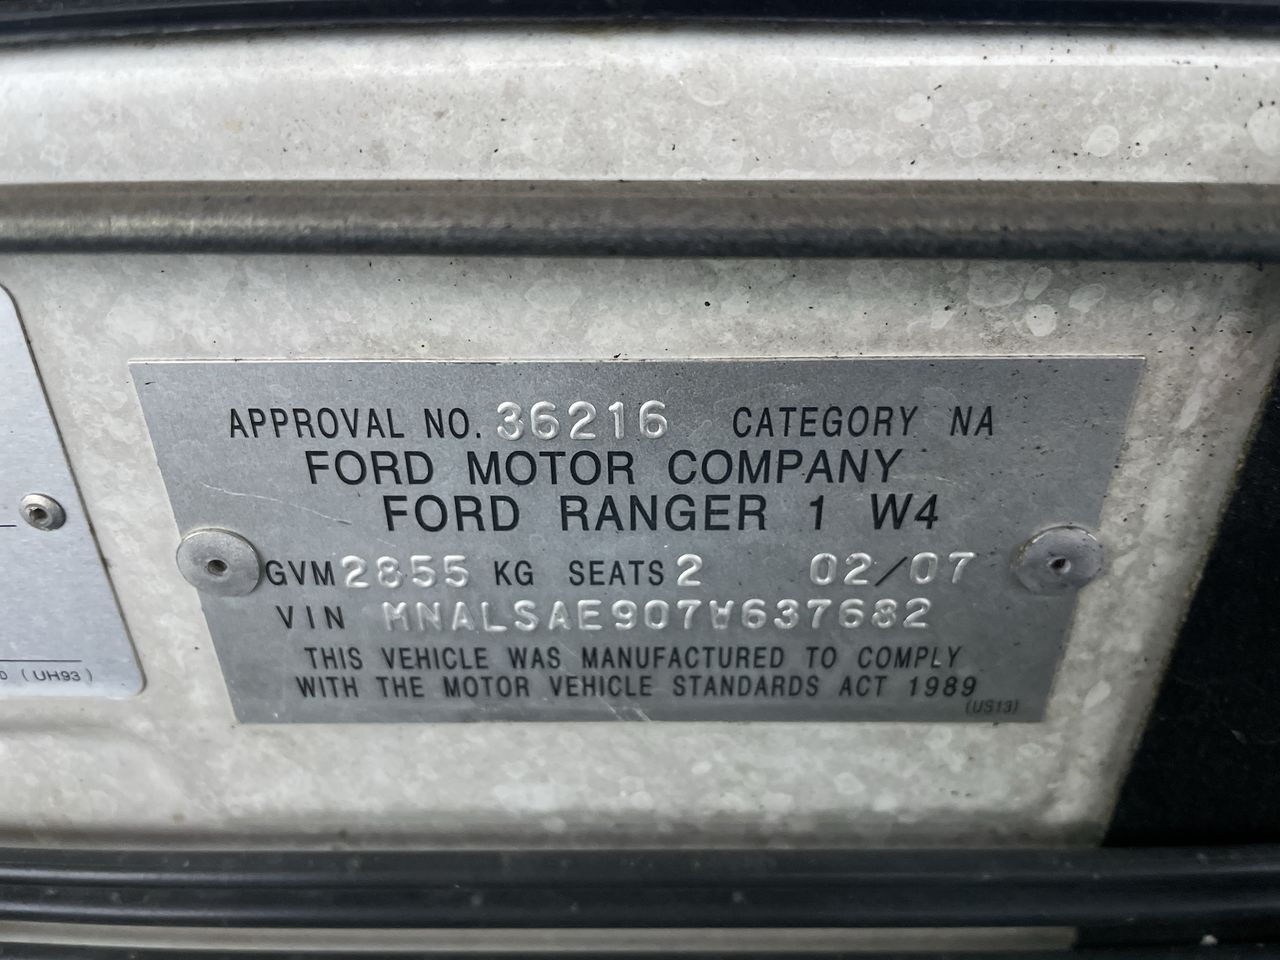 APPROVAL NO. 36216 CATEGORY NA
FORD MOTOR COMPANY
FORD RANGER 1 W4
GVM 2855 KG SEATS 2 02/07
VIN MNALSAE907W637682
THIS VEHICLE WAS MANUFACTURED TO COMPLY
WITH THE MOTOR VEHICLE STANDARDS ACT 1989
(US13)
D (UH93)